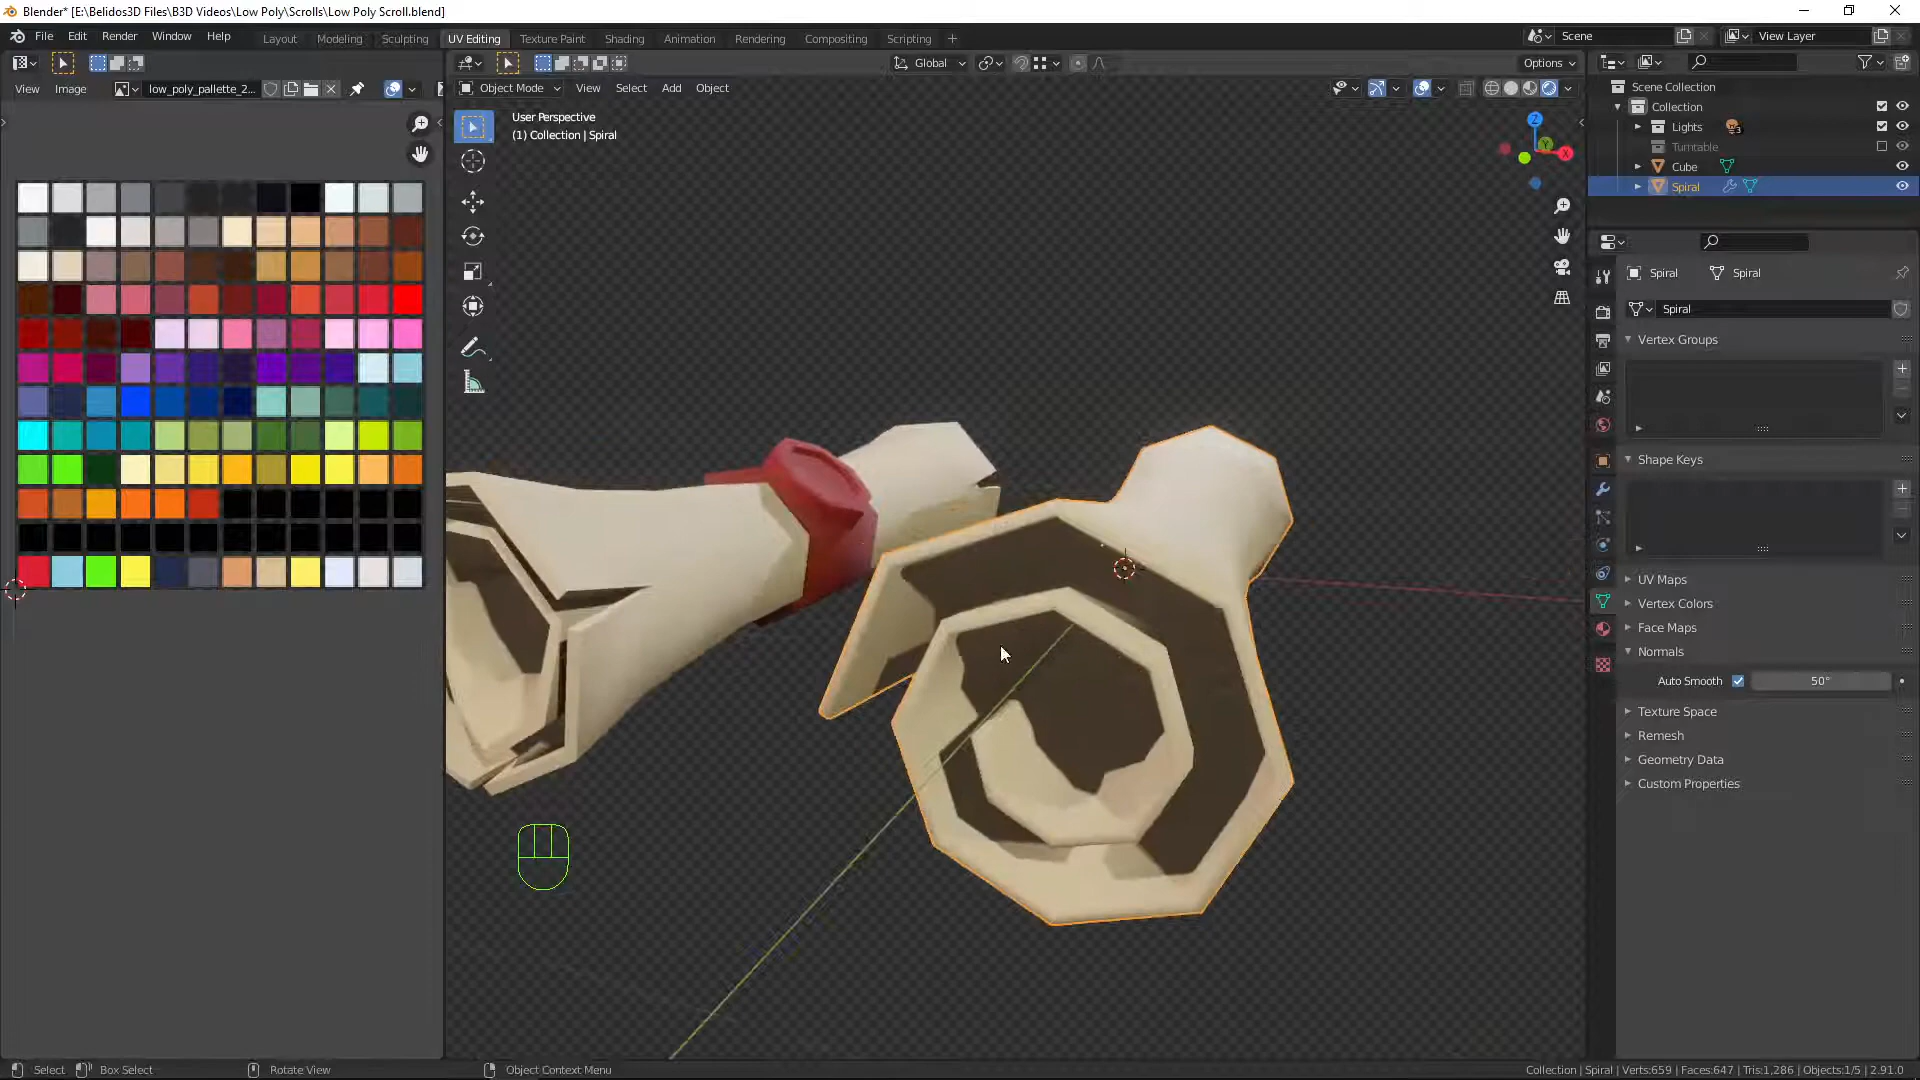 Blender* [E:\Belidos3D Files\B3D Videos\Low Poly\Scrolls\Low Poly Scroll.blend]
File Edit Render Window Help
Layout Modeling Sculpting UV Editing Texture Paint Shading Animation Rendering Compositing Scripting
Scene
View Layer
Global
Options
View Image
low_poly_pallette_2...
Object Mode View Select Add Object
User Perspective
(1) Collection | Spiral
Z
Y
X
Scene Collection
Collection
Lights
3
Turntable
Cube
Spiral
Spiral Spiral
Spiral
Vertex Groups
Shape Keys
UV Maps
Vertex Colors
Face Maps
Normals
Auto Smooth 50°
Texture Space
Remesh
Geometry Data
Custom Properties
Select Box Select Rotate View Object Context Menu
Collection | Spiral | Verts:659 | Faces:647 | Tris:1,286 | Objects:1/5 | 2.91.0